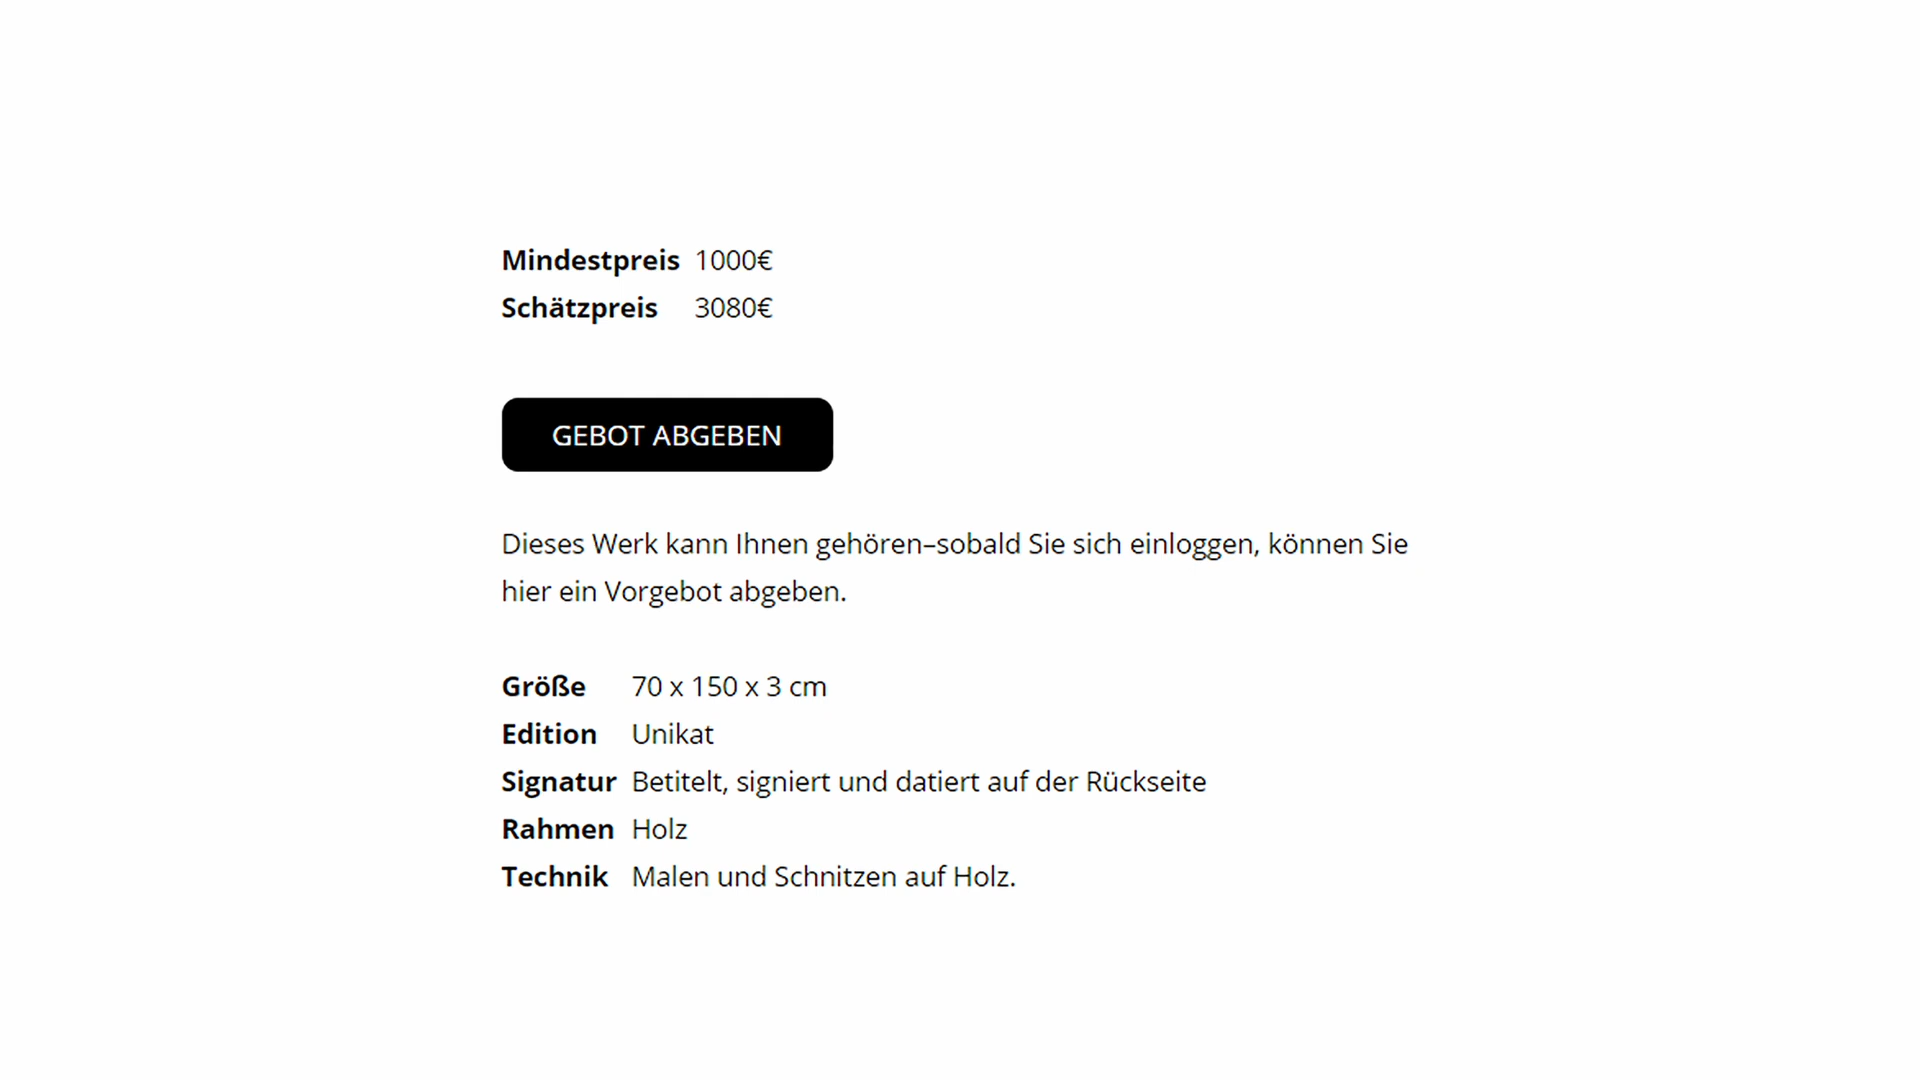 Mindestpreis 1000€
Schätzpreis 3080€
GEBOT ABGEBEN
Dieses Werk kann Ihnen gehören–sobald Sie sich einloggen, können Sie
hier ein Vorgebot abgeben.
Größe 70 x 150 x 3 cm
Edition Unikat
Signatur Betitelt, signiert und datiert auf der Rückseite
Rahmen Holz
Technik Malen und Schnitzen auf Holz.